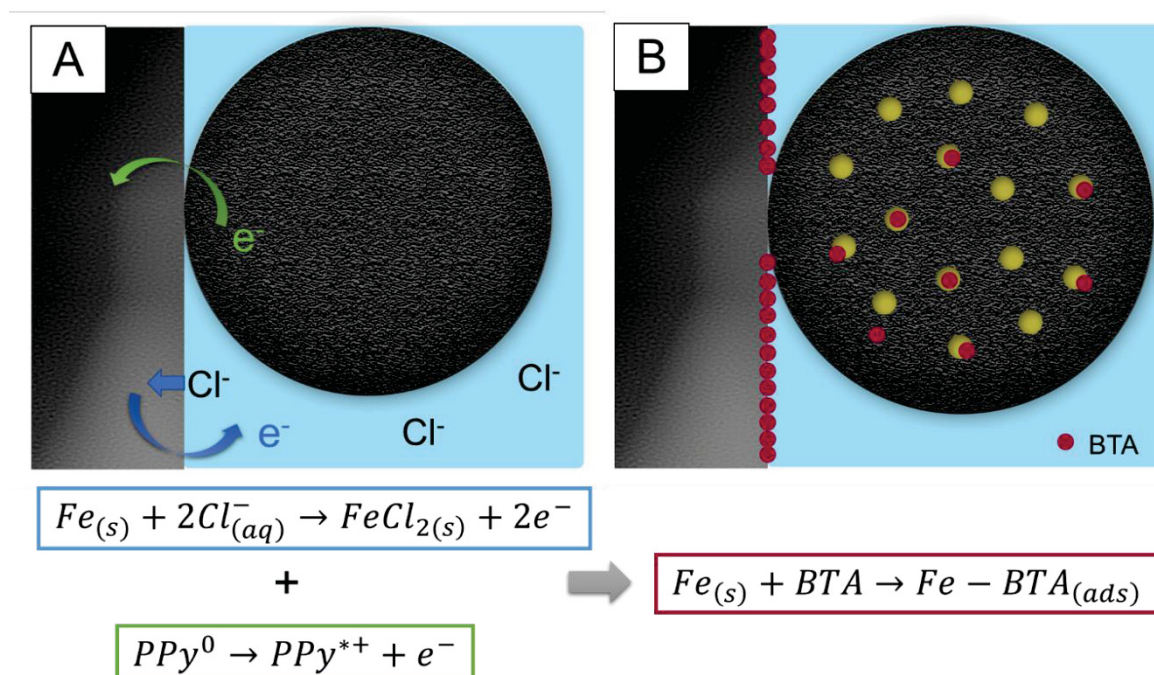 A
B
e⁻
Cl⁻
Cl⁻
e⁻
Cl⁻
BTA
Fe₍ₛ₎ + 2Cl⁻₍aq₎ → FeCl₂₍ₛ₎ + 2e⁻
+
Fe₍ₛ₎ + BTA → Fe − BTA₍ads₎
PPy⁰ → PPy*⁺ + e⁻